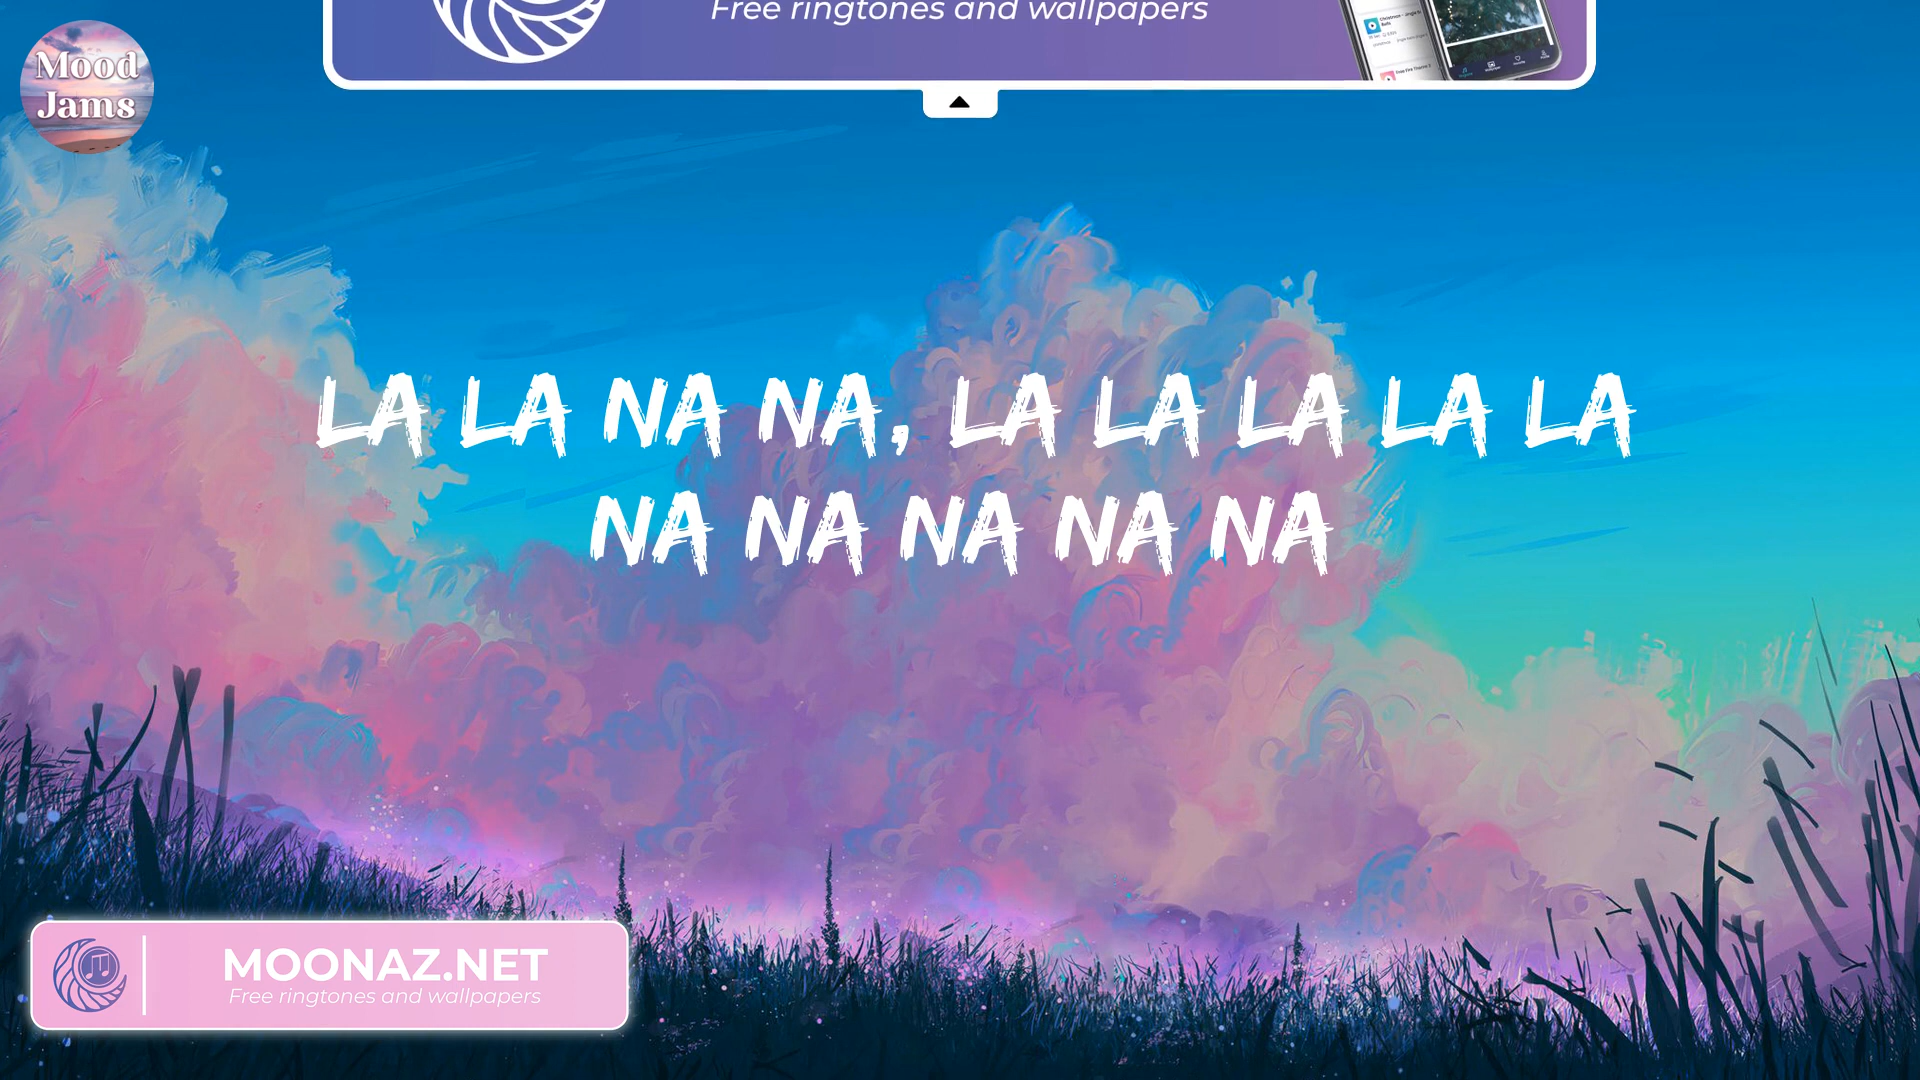 Free ringtones and wallpapers
Mood
Jams
LA LA NA NA, LA LA LA LA LA
NA NA NA NA NA
MOONAZ.NET
Free ringtones and wallpapers